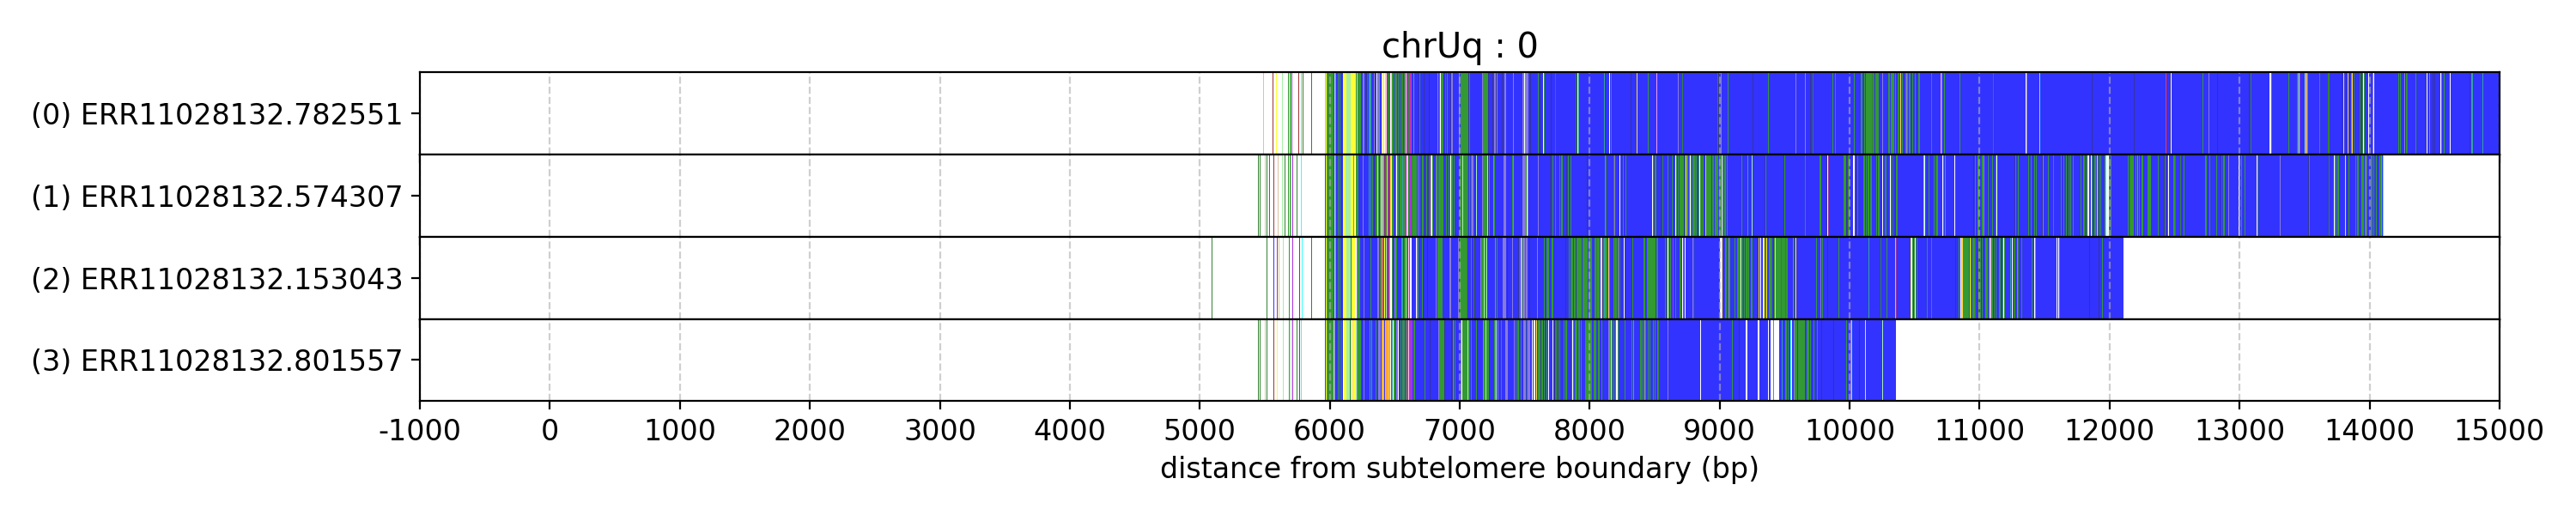 chrUq : 0
(0) ERR11028132.782551
(1) ERR11028132.574307
(2) ERR11028132.153043
(3) ERR11028132.801557
-1000 0 1000 2000 3000 4000 5000 6000 7000 8000 9000 10000 11000 12000 13000 14000 15000
distance from subtelomere boundary (bp)